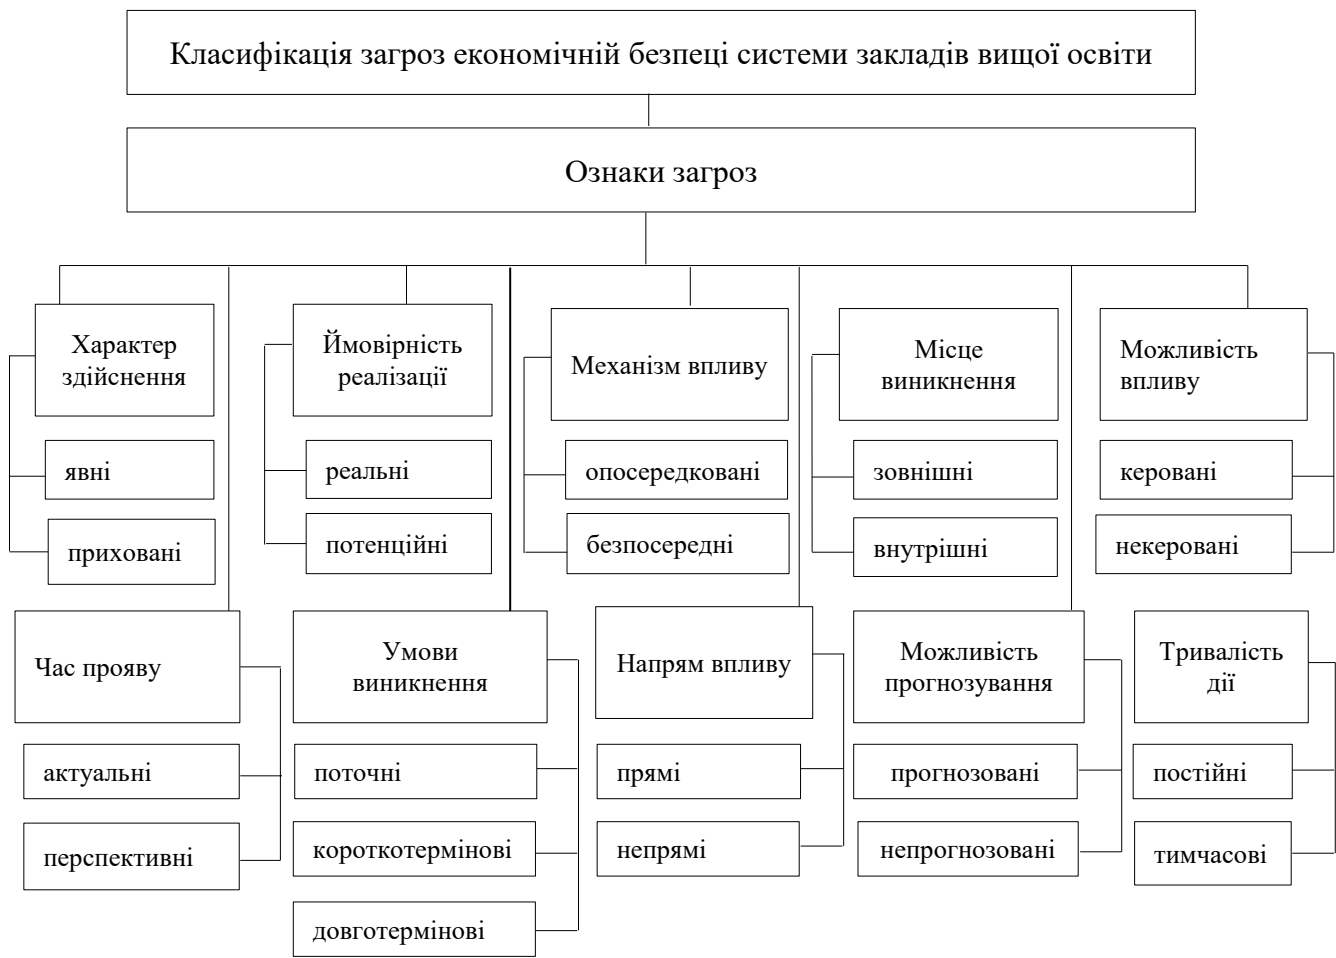 Класифікація загроз економічній безпеці системи закладів вищої освіти
Ознаки загроз
Характер
здійснення
явні
приховані
Ймовірність
реалізації
реальні
потенційні
Механізм впливу
опосередковані
безпосередні
Місце
виникнення
зовнішні
внутрішні
Можливість
впливу
керовані
некеровані
Час прояву
актуальні
перспективні
Умови
виникнення
поточні
короткотермінові
довготермінові
Напрям впливу
прямі
непрямі
Можливість
прогнозування
прогнозовані
непрогнозовані
Тривалість
дії
постійні
тимчасові